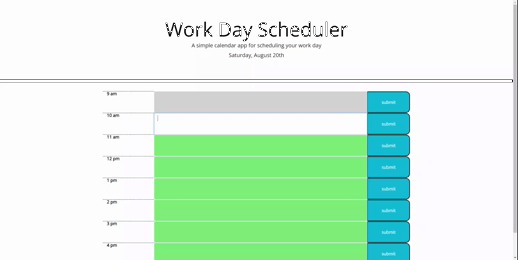 Work Day Scheduler
A simple calendar app for scheduling your work day
Saturday, August 20th
9 am
submit
10 am
submit
11 am
submit
12 pm
submit
1 pm
submit
2 pm
submit
3 pm
submit
4 pm
submit